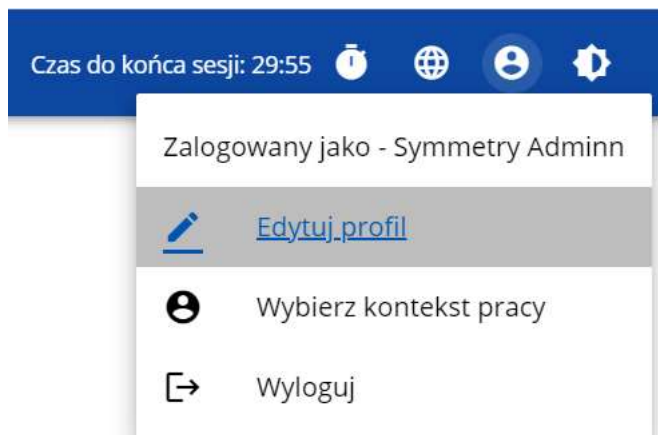 Czas do końca sesji: 29:55
Zalogowany jako - Symmetry Adminn
Edytuj profil
Wybierz kontekst pracy
Wyloguj